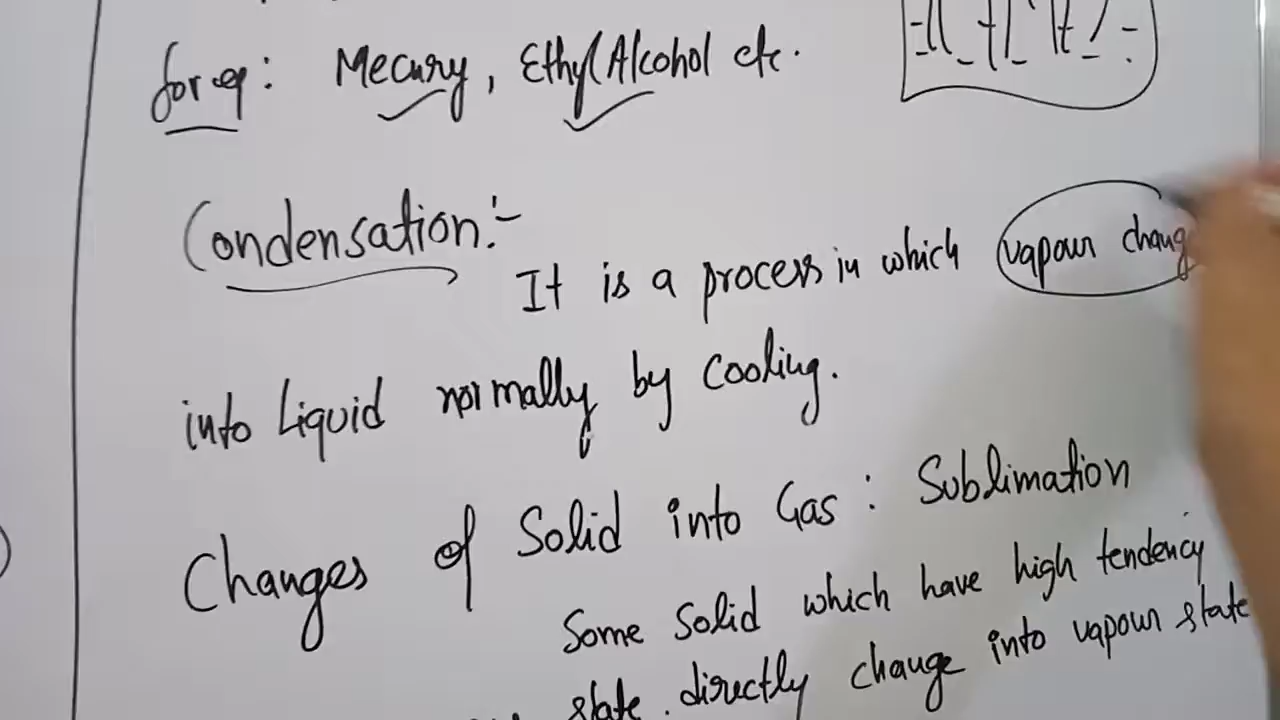 for eg: Mecury, Ethyl Alcohol etc.
Condensation:-
It is a process in which vapour chang
into Liquid normally by cooling.
Changes of Solid into Gas: Sublimation
Some Solid which have high tendency
state. directly change into vapour state